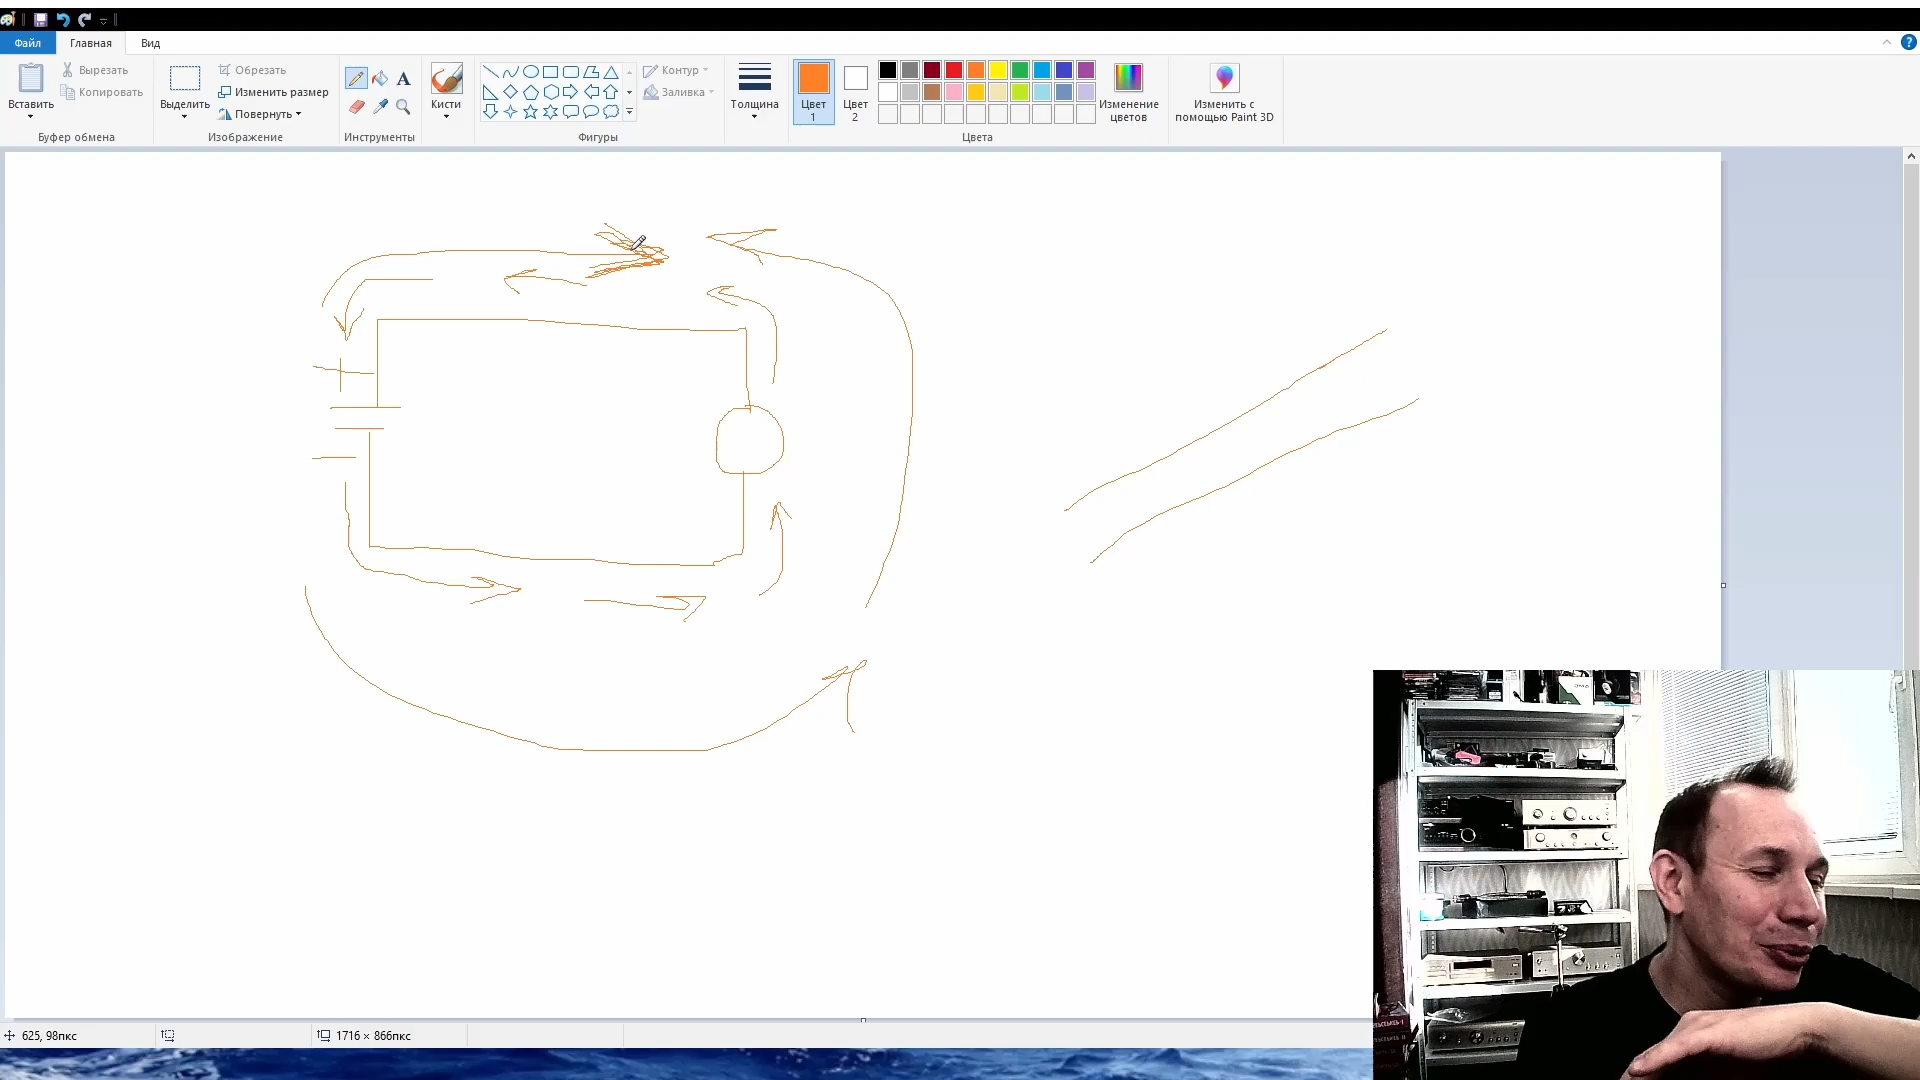 Файл Главная Вид
Вставить
Вырезать
Копировать
Буфер обмена
Выделить
Обрезать
Изменить размер
Повернуть
Изображение
A
Инструменты
Кисти
Контур
Заливка
Фигуры
Толщина
Цвет 1
Цвет 2
Изменение цветов
Цвета
Изменить с помощью Paint 3D
625, 98пкс
1716 × 866пкс